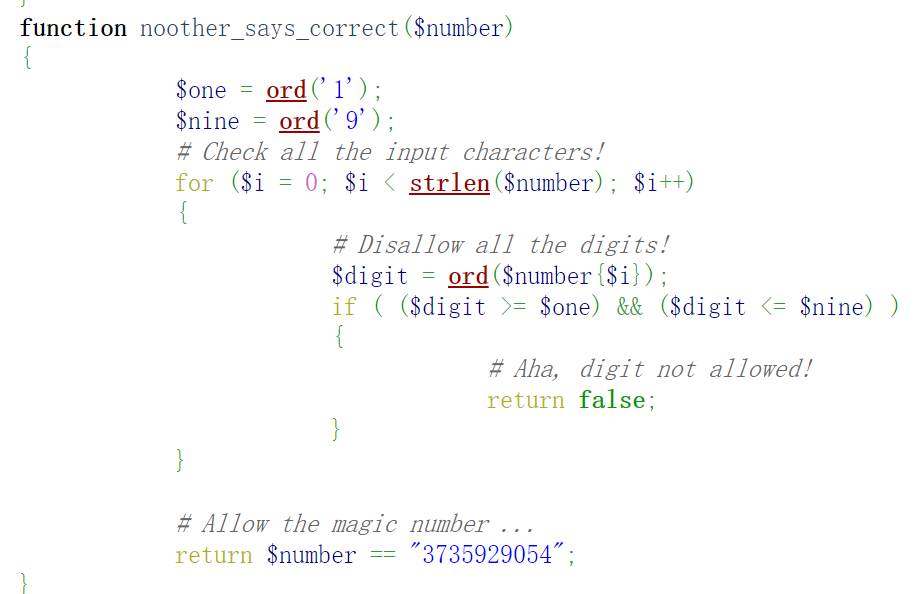 }
function noother_says_correct($number)
{
$one = ord('1');
$nine = ord('9');
# Check all the input characters!
for ($i = 0; $i < strlen($number); $i++)
{
# Disallow all the digits!
$digit = ord($number{$i});
if ( ($digit >= $one) && ($digit <= $nine) )
{
# Aha, digit not allowed!
return false;
}
}
# Allow the magic number ...
return $number == "3735929054";
}